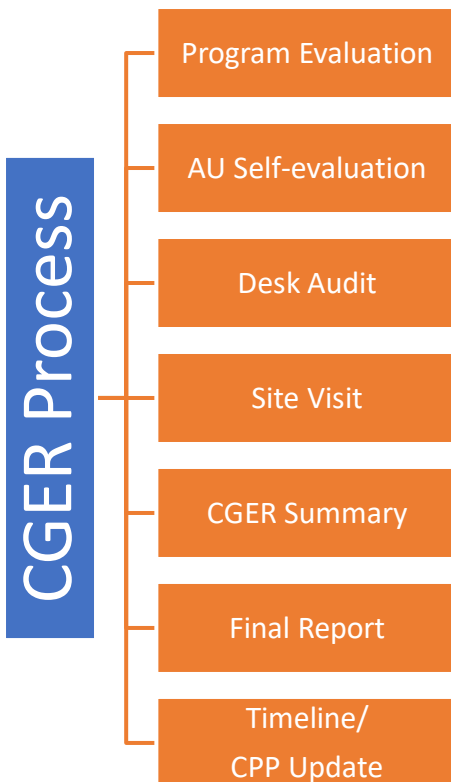 CGER Process
Program Evaluation
AU Self-evaluation
Desk Audit
Site Visit
CGER Summary
Final Report
Timeline/
CPP Update